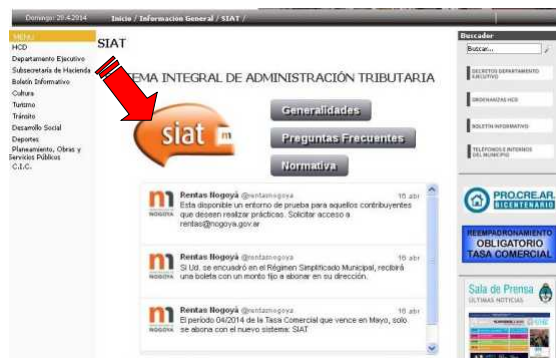 Domingo: 20.4.2014
Inicio / Información General / SIAT /
MENU
HCD
Departamento Ejecutivo
Subsecretaría de Hacienda
Boletín Informativo
Cultura
Turismo
Tránsito
Desarrollo Social
Deportes
Planeamiento, Obras y
Servicios Públicos
C.I.C.
SIAT
TEMA INTEGRAL DE ADMINISTRACIÓN TRIBUTARIA
siat m
Generalidades
Preguntas Frecuentes
Normativa
Rentas Nogoyá @rentasnogoya 16 abr
Esta disponible un entorno de prueba para aquellos contribuyentes
que deseen realizar prácticas. Solicitar acceso a
rentas@nogoya.gov.ar
NOGOYA
Rentas Nogoyá @rentasnogoya 16 abr
Si Ud. se encuadró en el Régimen Simplificado Municipal, recibirá
una boleta con un monto fijo a abonar en su dirección.
NOGOYA
Rentas Nogoyá @rentasnogoya 16 abr
El período 04/2014 de la Tasa Comercial que vence en Mayo, solo
se abona con el nuevo sistema: SIAT
NOGOYA
Buscador
Buscar...
DECRETOS DEPARTAMENTO
EJECUTIVO
ORDENANZAS HCD
BOLETÍN INFORMATIVO
TELÉFONOS E INTERNOS
DEL MUNICIPIO
PRO.CRE.AR.
BICENTENARIO
REEMPADRONAMIENTO
OBLIGATORIO
TASA COMERCIAL
Sala de Prensa
ÚLTIMAS NOTICIAS